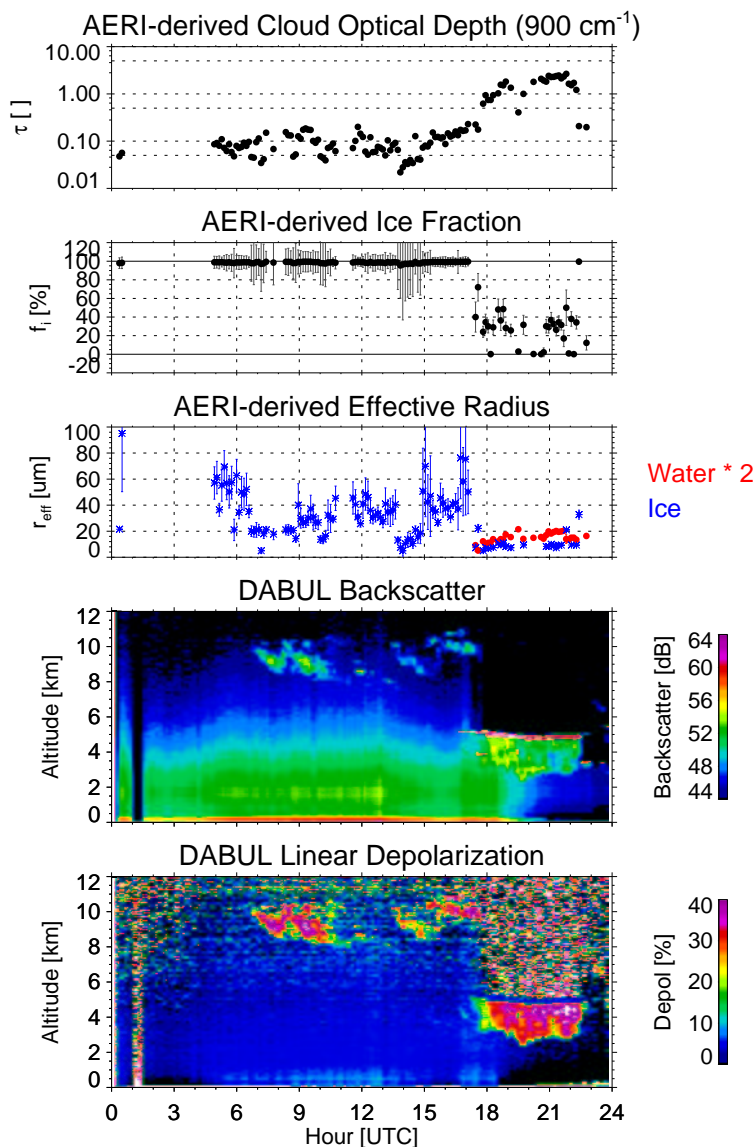 AERI-derived Cloud Optical Depth (900 cm⁻¹)
10.00
1.00
0.10
0.01
τ [ ]
AERI-derived Ice Fraction
120
100
80
60
40
20
0
-20
fᵢ [%]
AERI-derived Effective Radius
100
80
60
40
20
0
r_eff [um]
Water * 2
Ice
DABUL Backscatter
12
10
8
6
4
2
0
Altitude [km]
Backscatter [dB]
64
60
56
52
48
44
DABUL Linear Depolarization
12
10
8
6
4
2
0
Altitude [km]
Depol [%]
40
30
20
10
0
0 3 6 9 12 15 18 21 24
Hour [UTC]